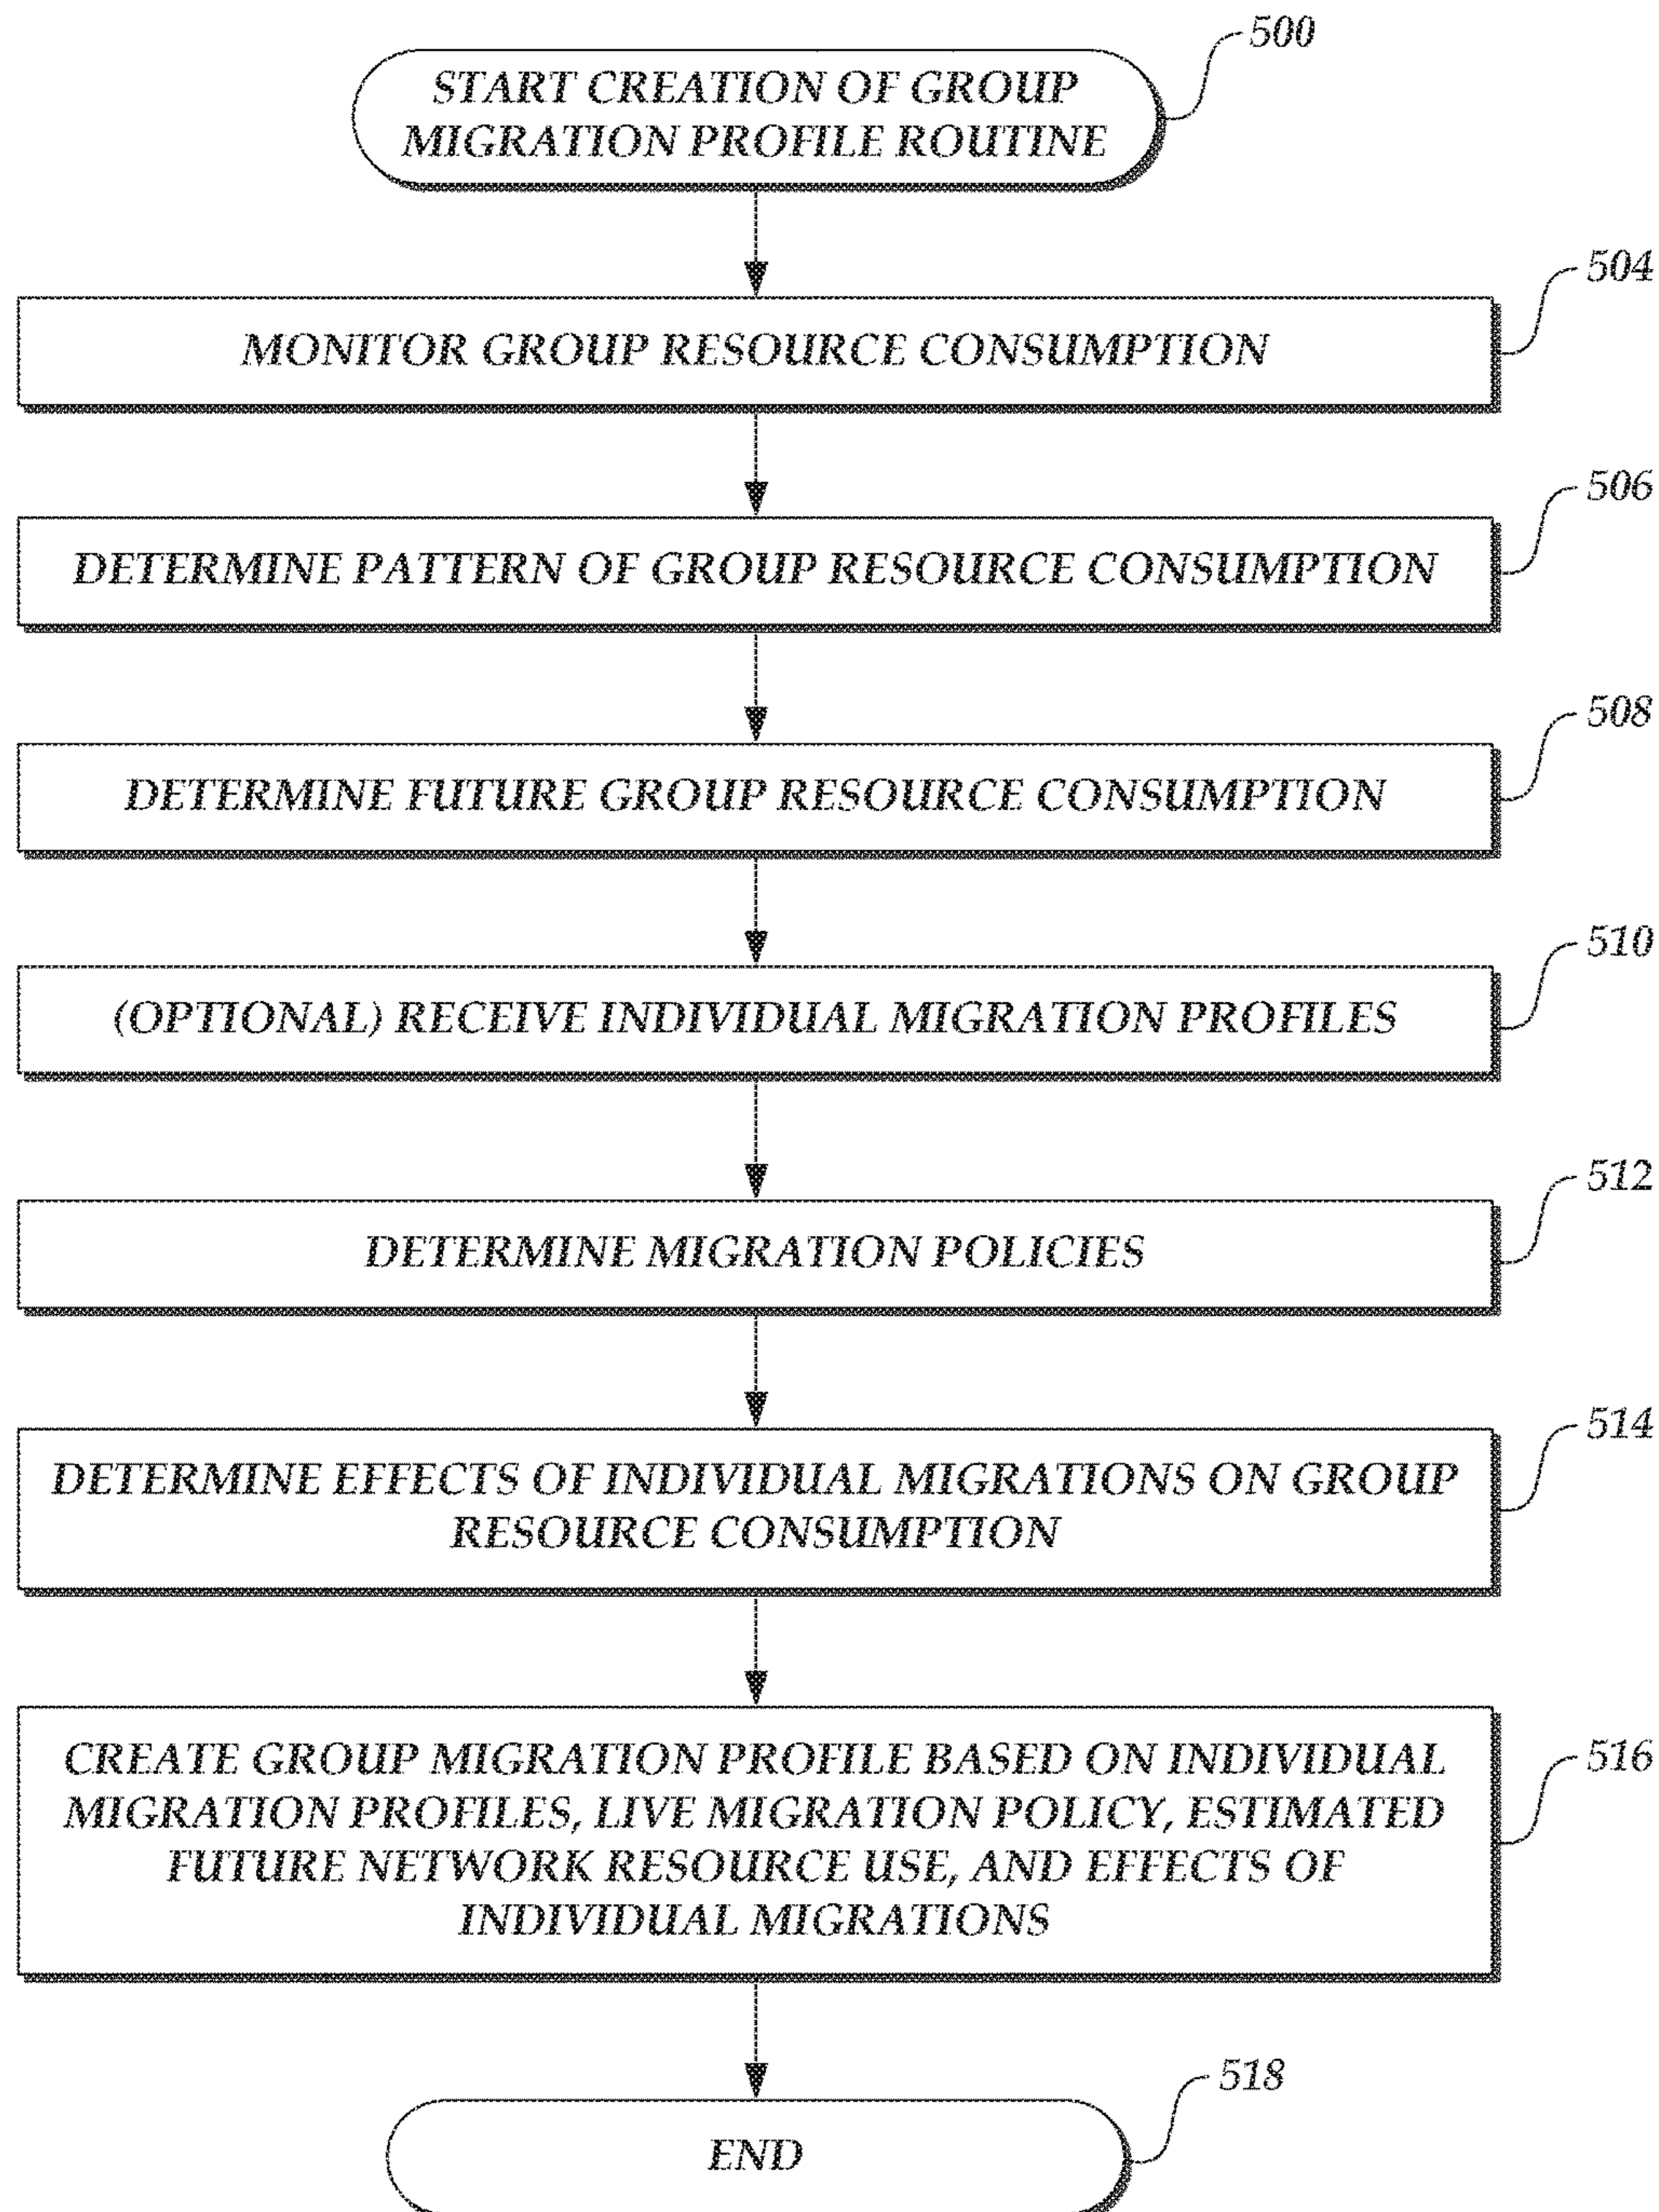 500
START CREATION OF GROUP
MIGRATION PROFILE ROUTINE
504
MONITOR GROUP RESOURCE CONSUMPTION
506
DETERMINE PATTERN OF GROUP RESOURCE CONSUMPTION
508
DETERMINE FUTURE GROUP RESOURCE CONSUMPTION
510
(OPTIONAL) RECEIVE INDIVIDUAL MIGRATION PROFILES
512
DETERMINE MIGRATION POLICIES
514
DETERMINE EFFECTS OF INDIVIDUAL MIGRATIONS ON GROUP
RESOURCE CONSUMPTION
516
CREATE GROUP MIGRATION PROFILE BASED ON INDIVIDUAL
MIGRATION PROFILES, LIVE MIGRATION POLICY, ESTIMATED
FUTURE NETWORK RESOURCE USE, AND EFFECTS OF
INDIVIDUAL MIGRATIONS
518
END